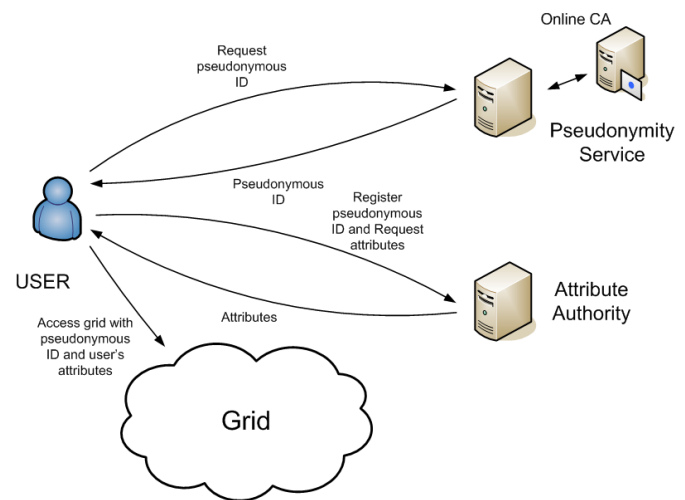 Online CA
Request
pseudonymous
ID
Pseudonymity
Service
Pseudonymous
ID
Register
pseudonymous
ID and Request
attributes
USER
Attribute
Authority
Attributes
Access grid with
pseudonymous
ID and user's
attributes
Grid